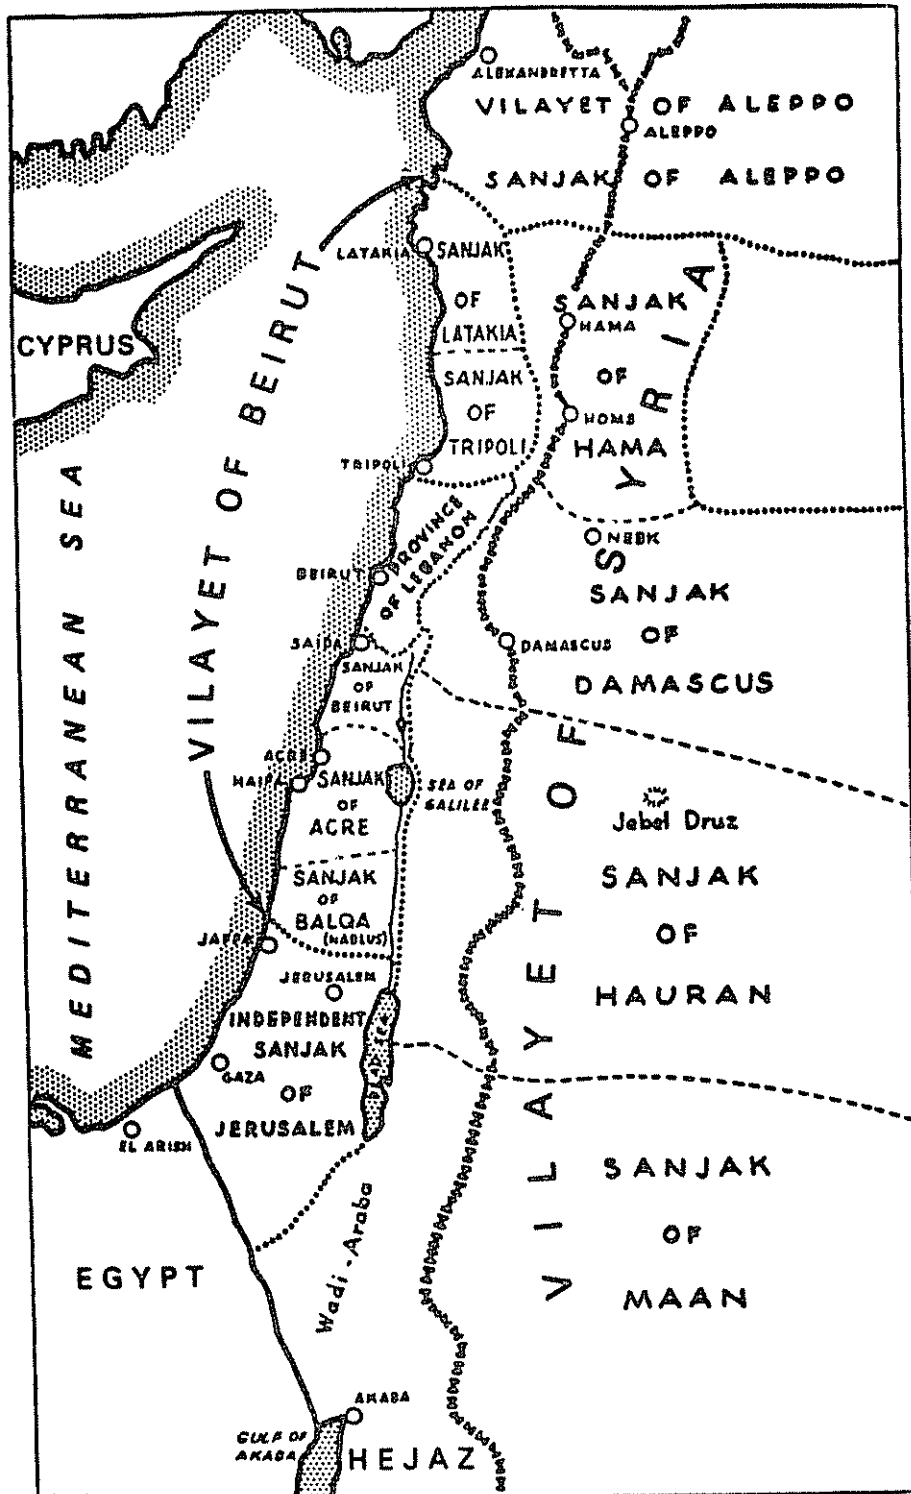 ALEXANDRETTA
VILAYET OF ALEPPO
ALEPPO
SANJAK OF ALEPPO
LATAKIA
SANJAK
OF
LATAKIA
SANJAK
HAMA
OF
HOMS
HAMA
CYPRUS
SANJAK
OF
TRIPOLI
TRIPOLI
VILAYET OF BEIRUT
MEDITERRANEAN SEA
PROVINCE
OF LEBANON
BEIRUT
NEBK
SANJAK
OF
DAMASCUS
DAMASCUS
SAIDA
SANJAK
OF
BEIRUT
ACRE
HAIFA
SANJAK
OF
ACRE
SEA OF
GALILEE
VILAYET OF SYRIA
Jebel Druz
SANJAK
OF
HAURAN
SANJAK
OF
BALQA
(NABLUS)
JAFFA
JERUSALEM
INDEPENDENT
SANJAK
OF
JERUSALEM
DEAD SEA
GAZA
EL ARISH
SANJAK
OF
MAAN
Wadi-Araba
EGYPT
AKABA
GULF OF
AKABA
HEJAZ